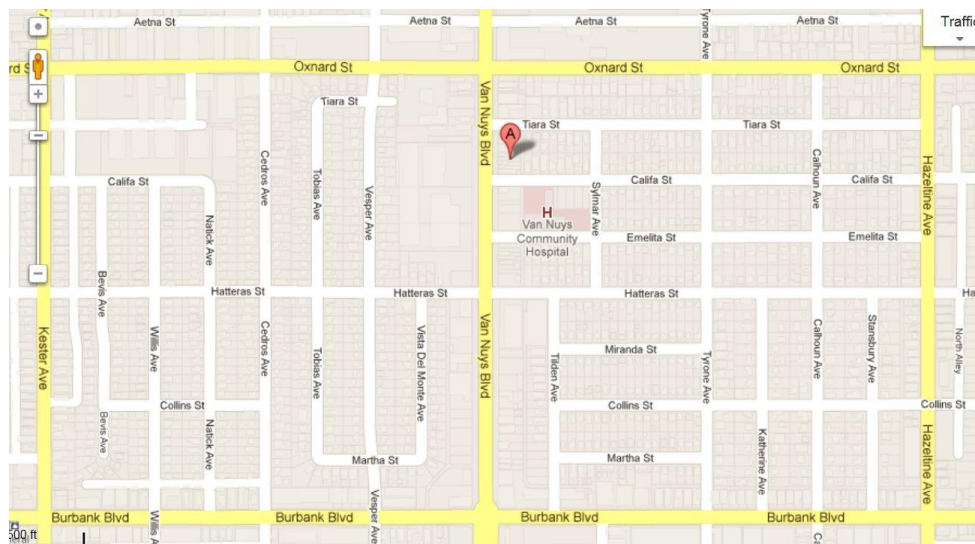 Aetna St
Aetna St
Aetna St
Aetna St
Tyrone Ave
Traffic
rd S
Oxnard St
Oxnard St
Oxnard St
Van Nuys Blvd
Tiara St
Tiara St
Tiara St
A
Cedros Ave
Tobias Ave
Vesper Ave
Califa St
Califa St
Califa St
Calhoun Ave
Hazeltine Ave
Sylmar Ave
H
Van Nuys
Community
Hospital
Natick Ave
Emelita St
Emelita St
Bevis Ave
Hatteras St
Hatteras St
Hatteras St
Ha
Kester Ave
Willis Ave
Cedros Ave
Tobias Ave
Vista Del Monte Ave
Van Nuys Blvd
Tilden Ave
Miranda St
Tyrone Ave
Calhoun Ave
Stansbury Ave
North Alley
Collins St
Collins St
Collins St
Bevis Ave
Natick Ave
Katherine Ave
Hazeltine Ave
Martha St
Martha St
Vesper Ave
Burbank Blvd
Burbank Blvd
Burbank Blvd
Burbank Blvd
Willis A
Ca
500 ft